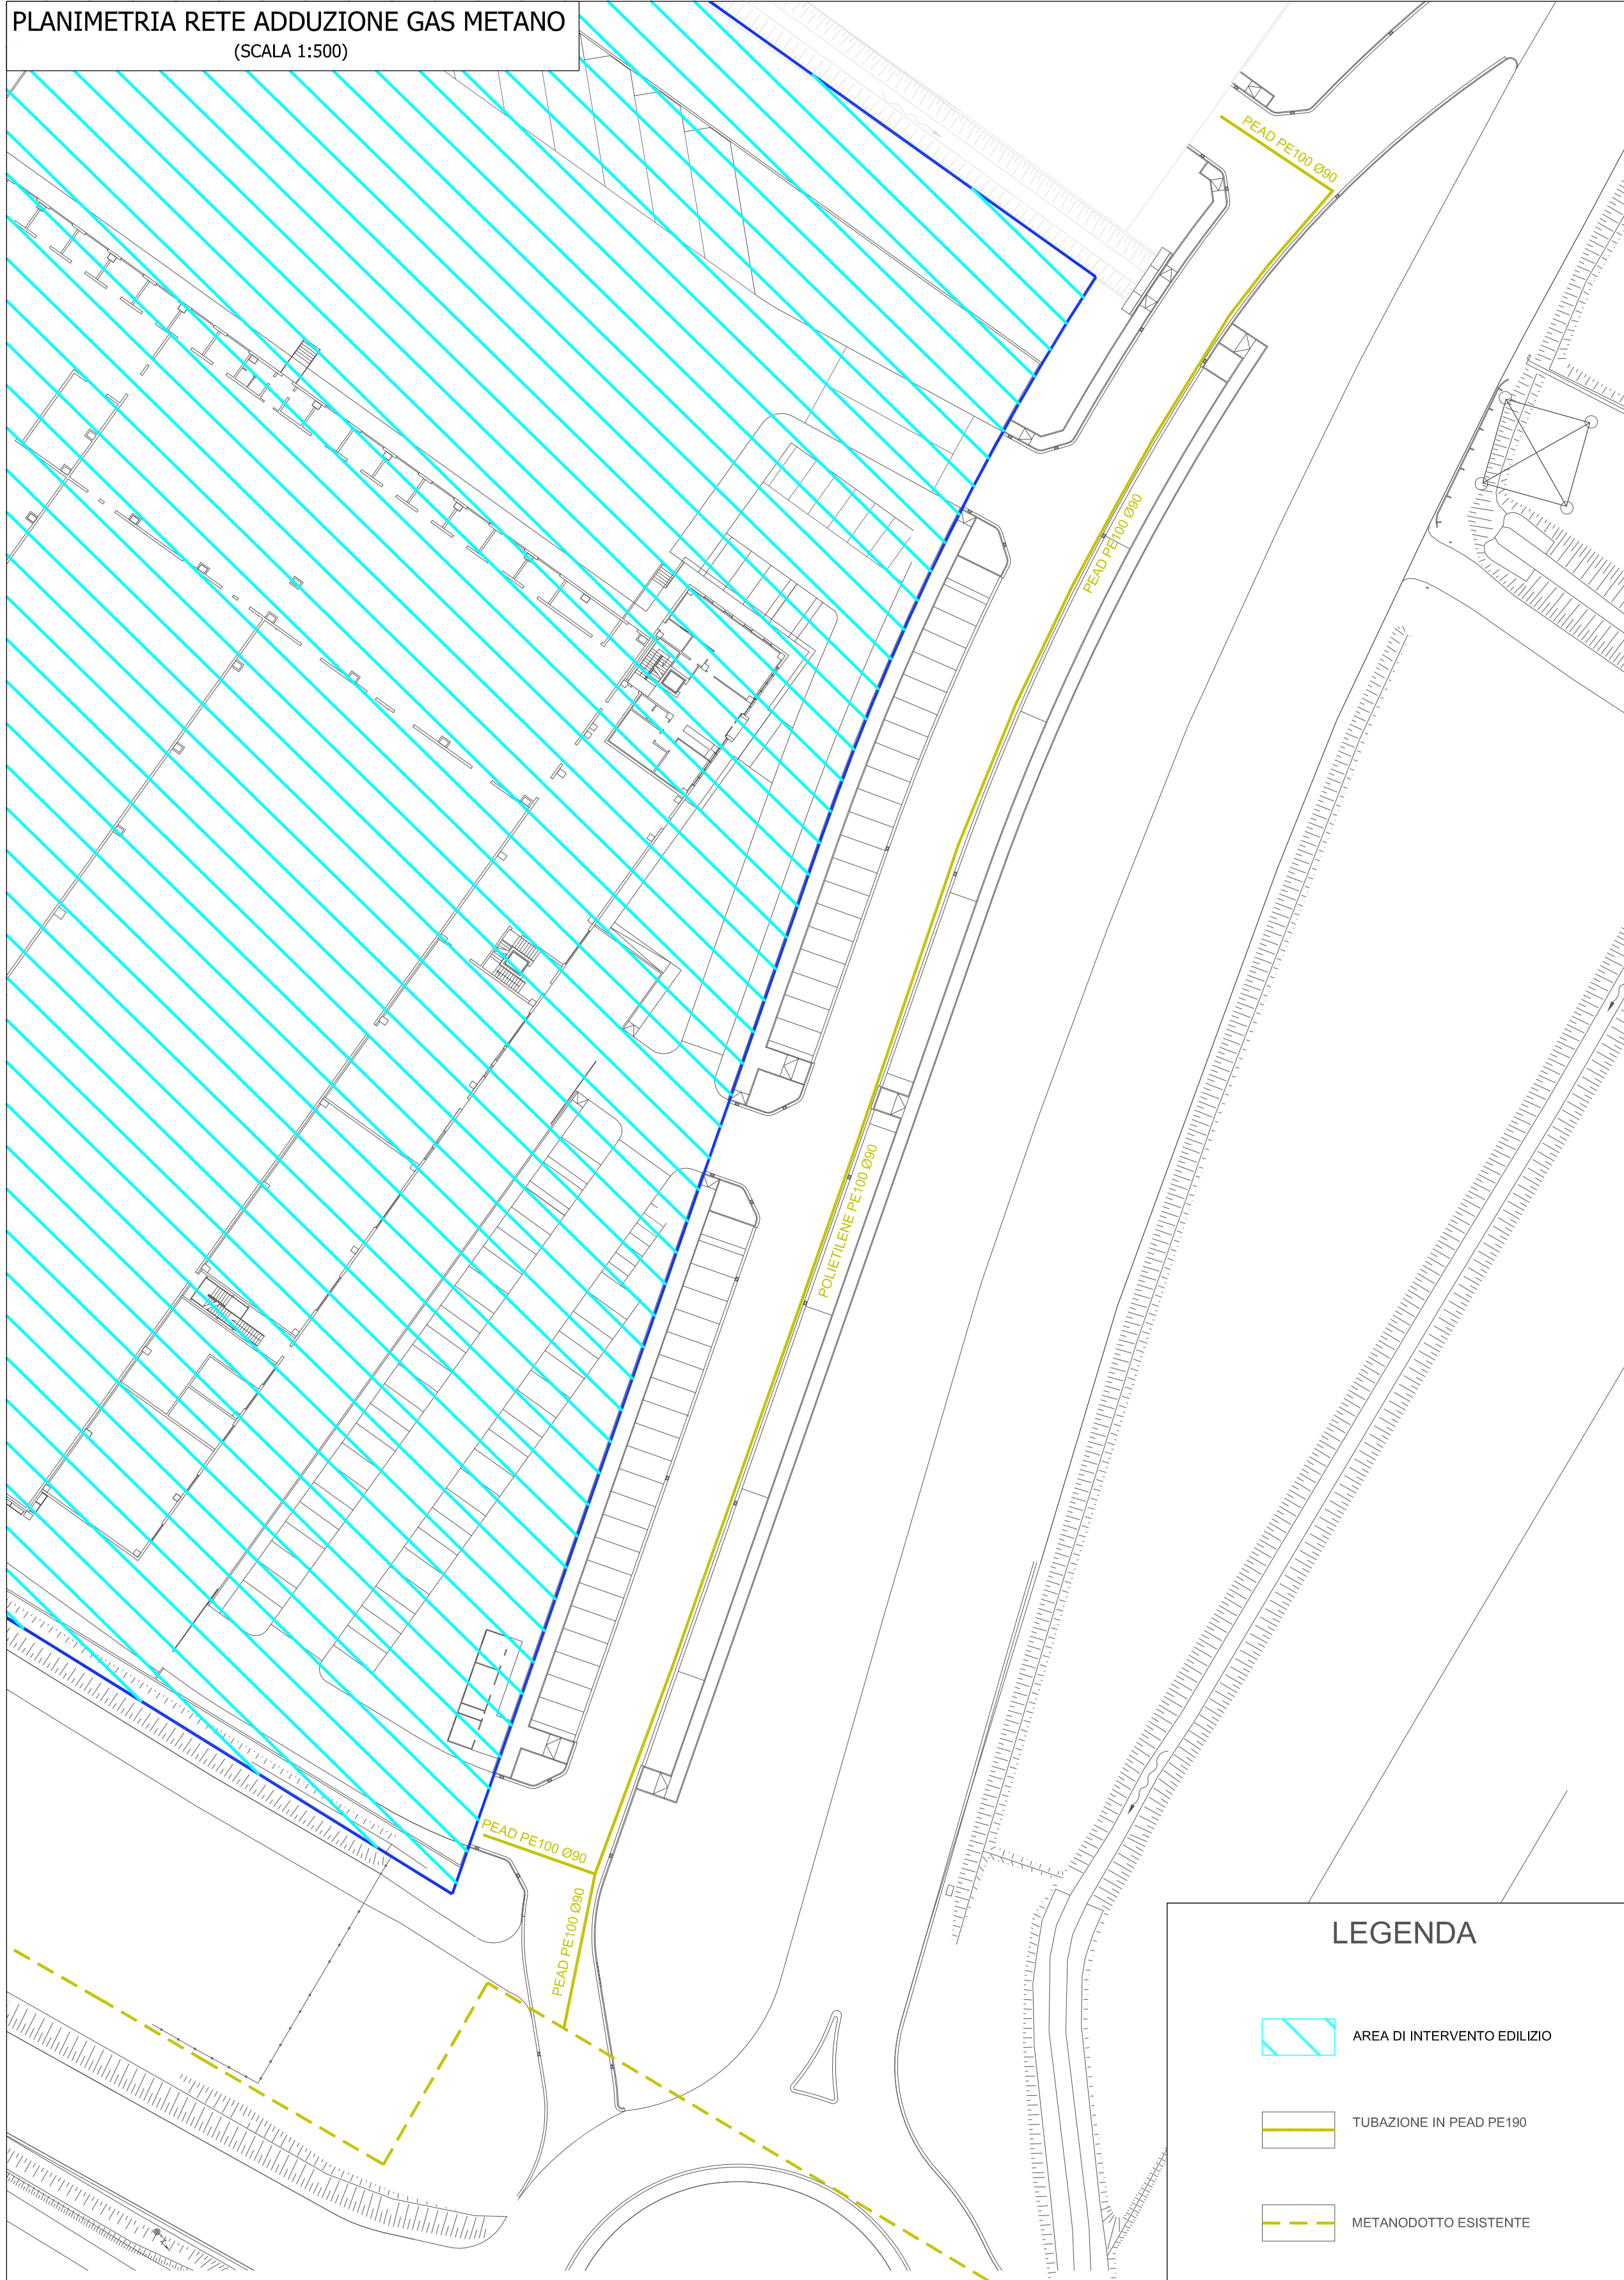 PLANIMETRIA RETE ADDUZIONE GAS METANO
(SCALA 1:500)
PEAD PE100 Ø90
PEAD PE100 Ø90
POLIETILENE PE100 Ø90
PEAD PE100 Ø90
PEAD PE100 Ø90
LEGENDA
AREA DI INTERVENTO EDILIZIO
TUBAZIONE IN PEAD PE190
METANODOTTO ESISTENTE